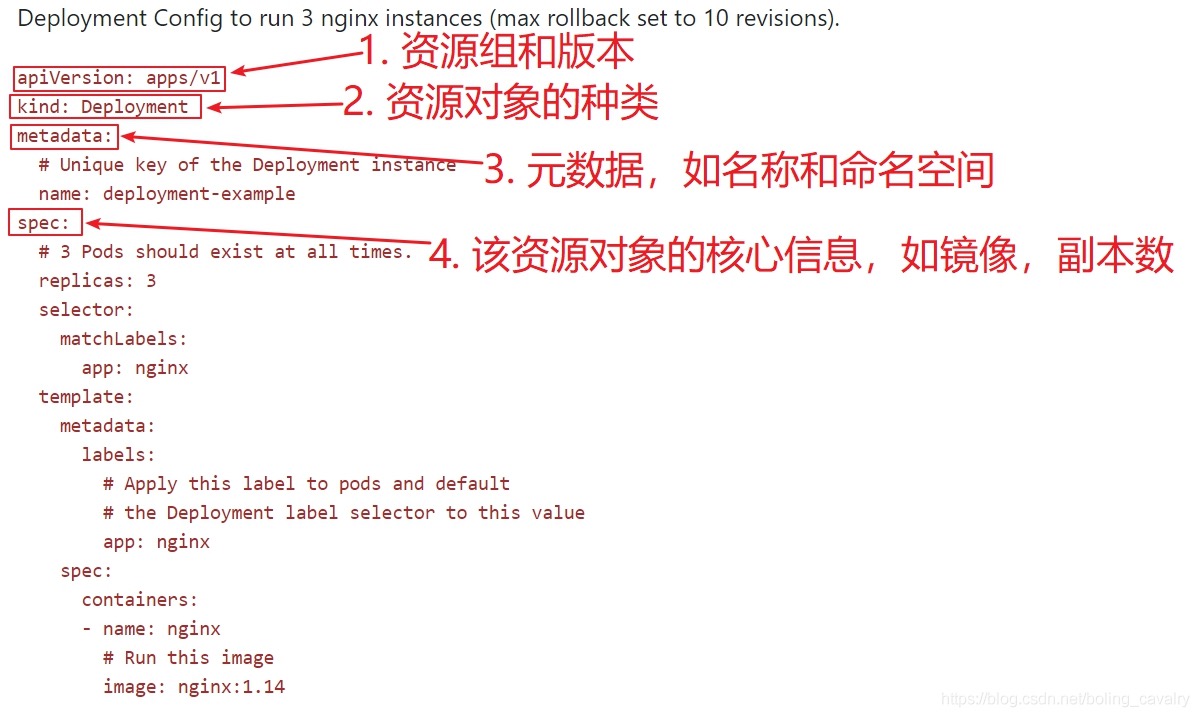 Deployment Config to run 3 nginx instances (max rollback set to 10 revisions).
1. 资源组和版本
apiVersion: apps/v1
kind: Deployment
2. 资源对象的种类
metadata:
# Unique key of the Deployment instance
3. 元数据，如名称和命名空间
name: deployment-example
spec:
# 3 Pods should exist at all times.
4. 该资源对象的核心信息，如镜像，副本数
replicas: 3
selector:
matchLabels:
app: nginx
template:
metadata:
labels:
# Apply this label to pods and default
# the Deployment label selector to this value
app: nginx
spec:
containers:
- name: nginx
# Run this image
image: nginx:1.14
https://blog.csdn.net/boling_cavalry